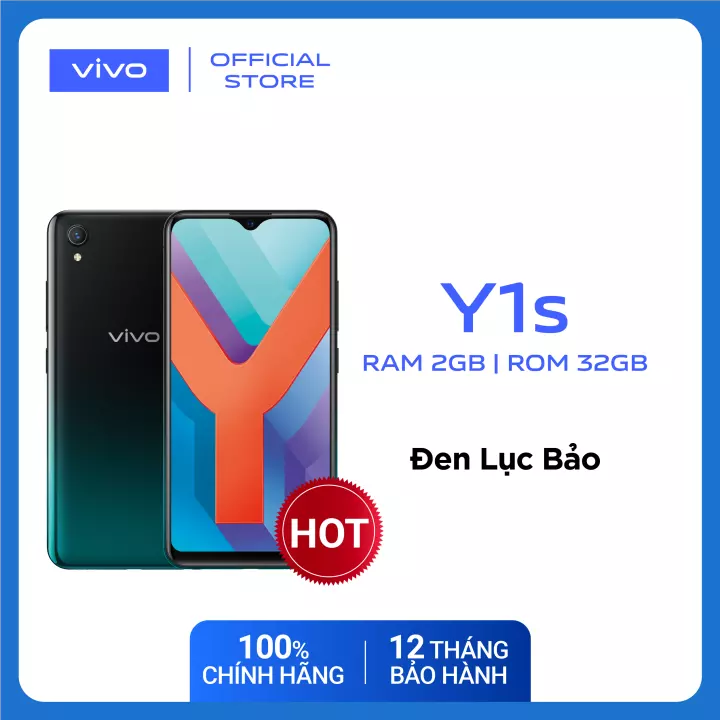 vivo
OFFICIAL
STORE
vivo
Y1s
RAM 2GB | ROM 32GB
Đen Lục Bảo
HOT
100%
CHÍNH HÃNG
12 THÁNG
BẢO HÀNH